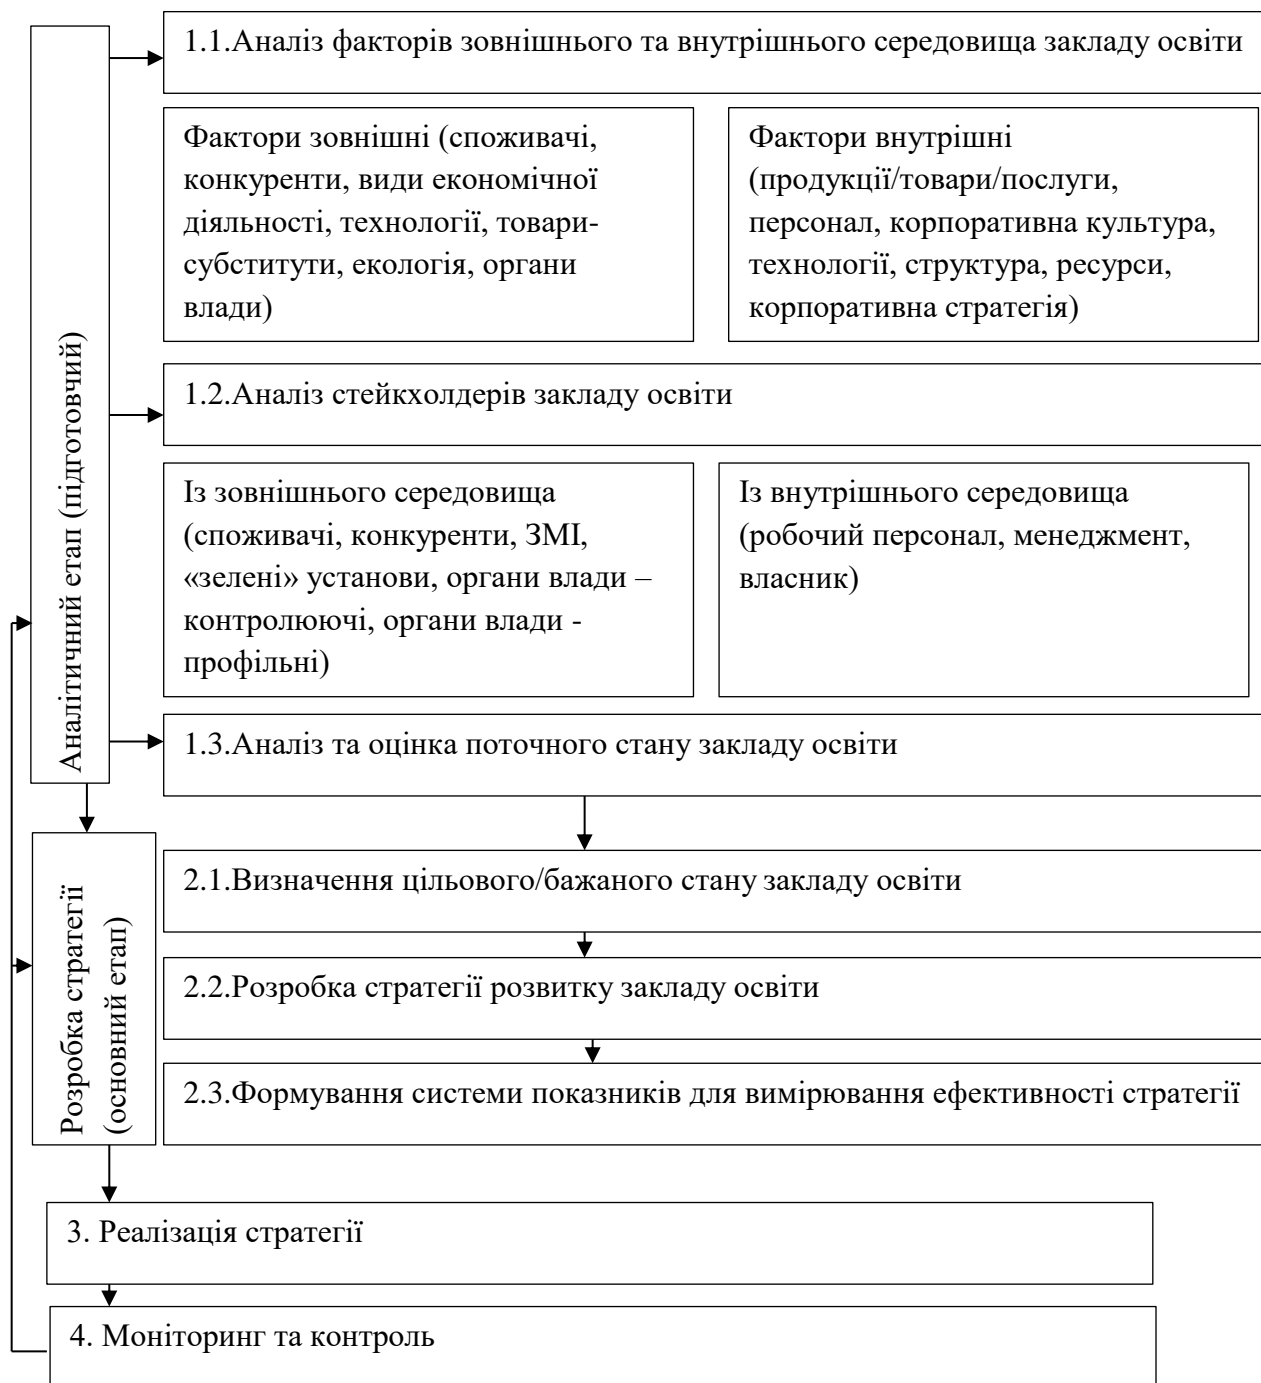 1.1.Аналіз факторів зовнішнього та внутрішнього середовища закладу освіти
Фактори зовнішні (споживачі,
конкуренти, види економічної
діяльності, технології, товари-
субститути, екологія, органи
влади)
Фактори внутрішні
(продукції/товари/послуги,
персонал, корпоративна культура,
технології, структура, ресурси,
корпоративна стратегія)
Аналітичний етап (підготовчий)
1.2.Аналіз стейкхолдерів закладу освіти
Із зовнішнього середовища
(споживачі, конкуренти, ЗМІ,
«зелені» установи, органи влади –
контролюючі, органи влади -
профільні)
Із внутрішнього середовища
(робочий персонал, менеджмент,
власник)
1.3.Аналіз та оцінка поточного стану закладу освіти
Розробка стратегії
(основний етап)
2.1.Визначення цільового/бажаного стану закладу освіти
2.2.Розробка стратегії розвитку закладу освіти
2.3.Формування системи показників для вимірювання ефективності стратегії
3. Реалізація стратегії
4. Моніторинг та контроль